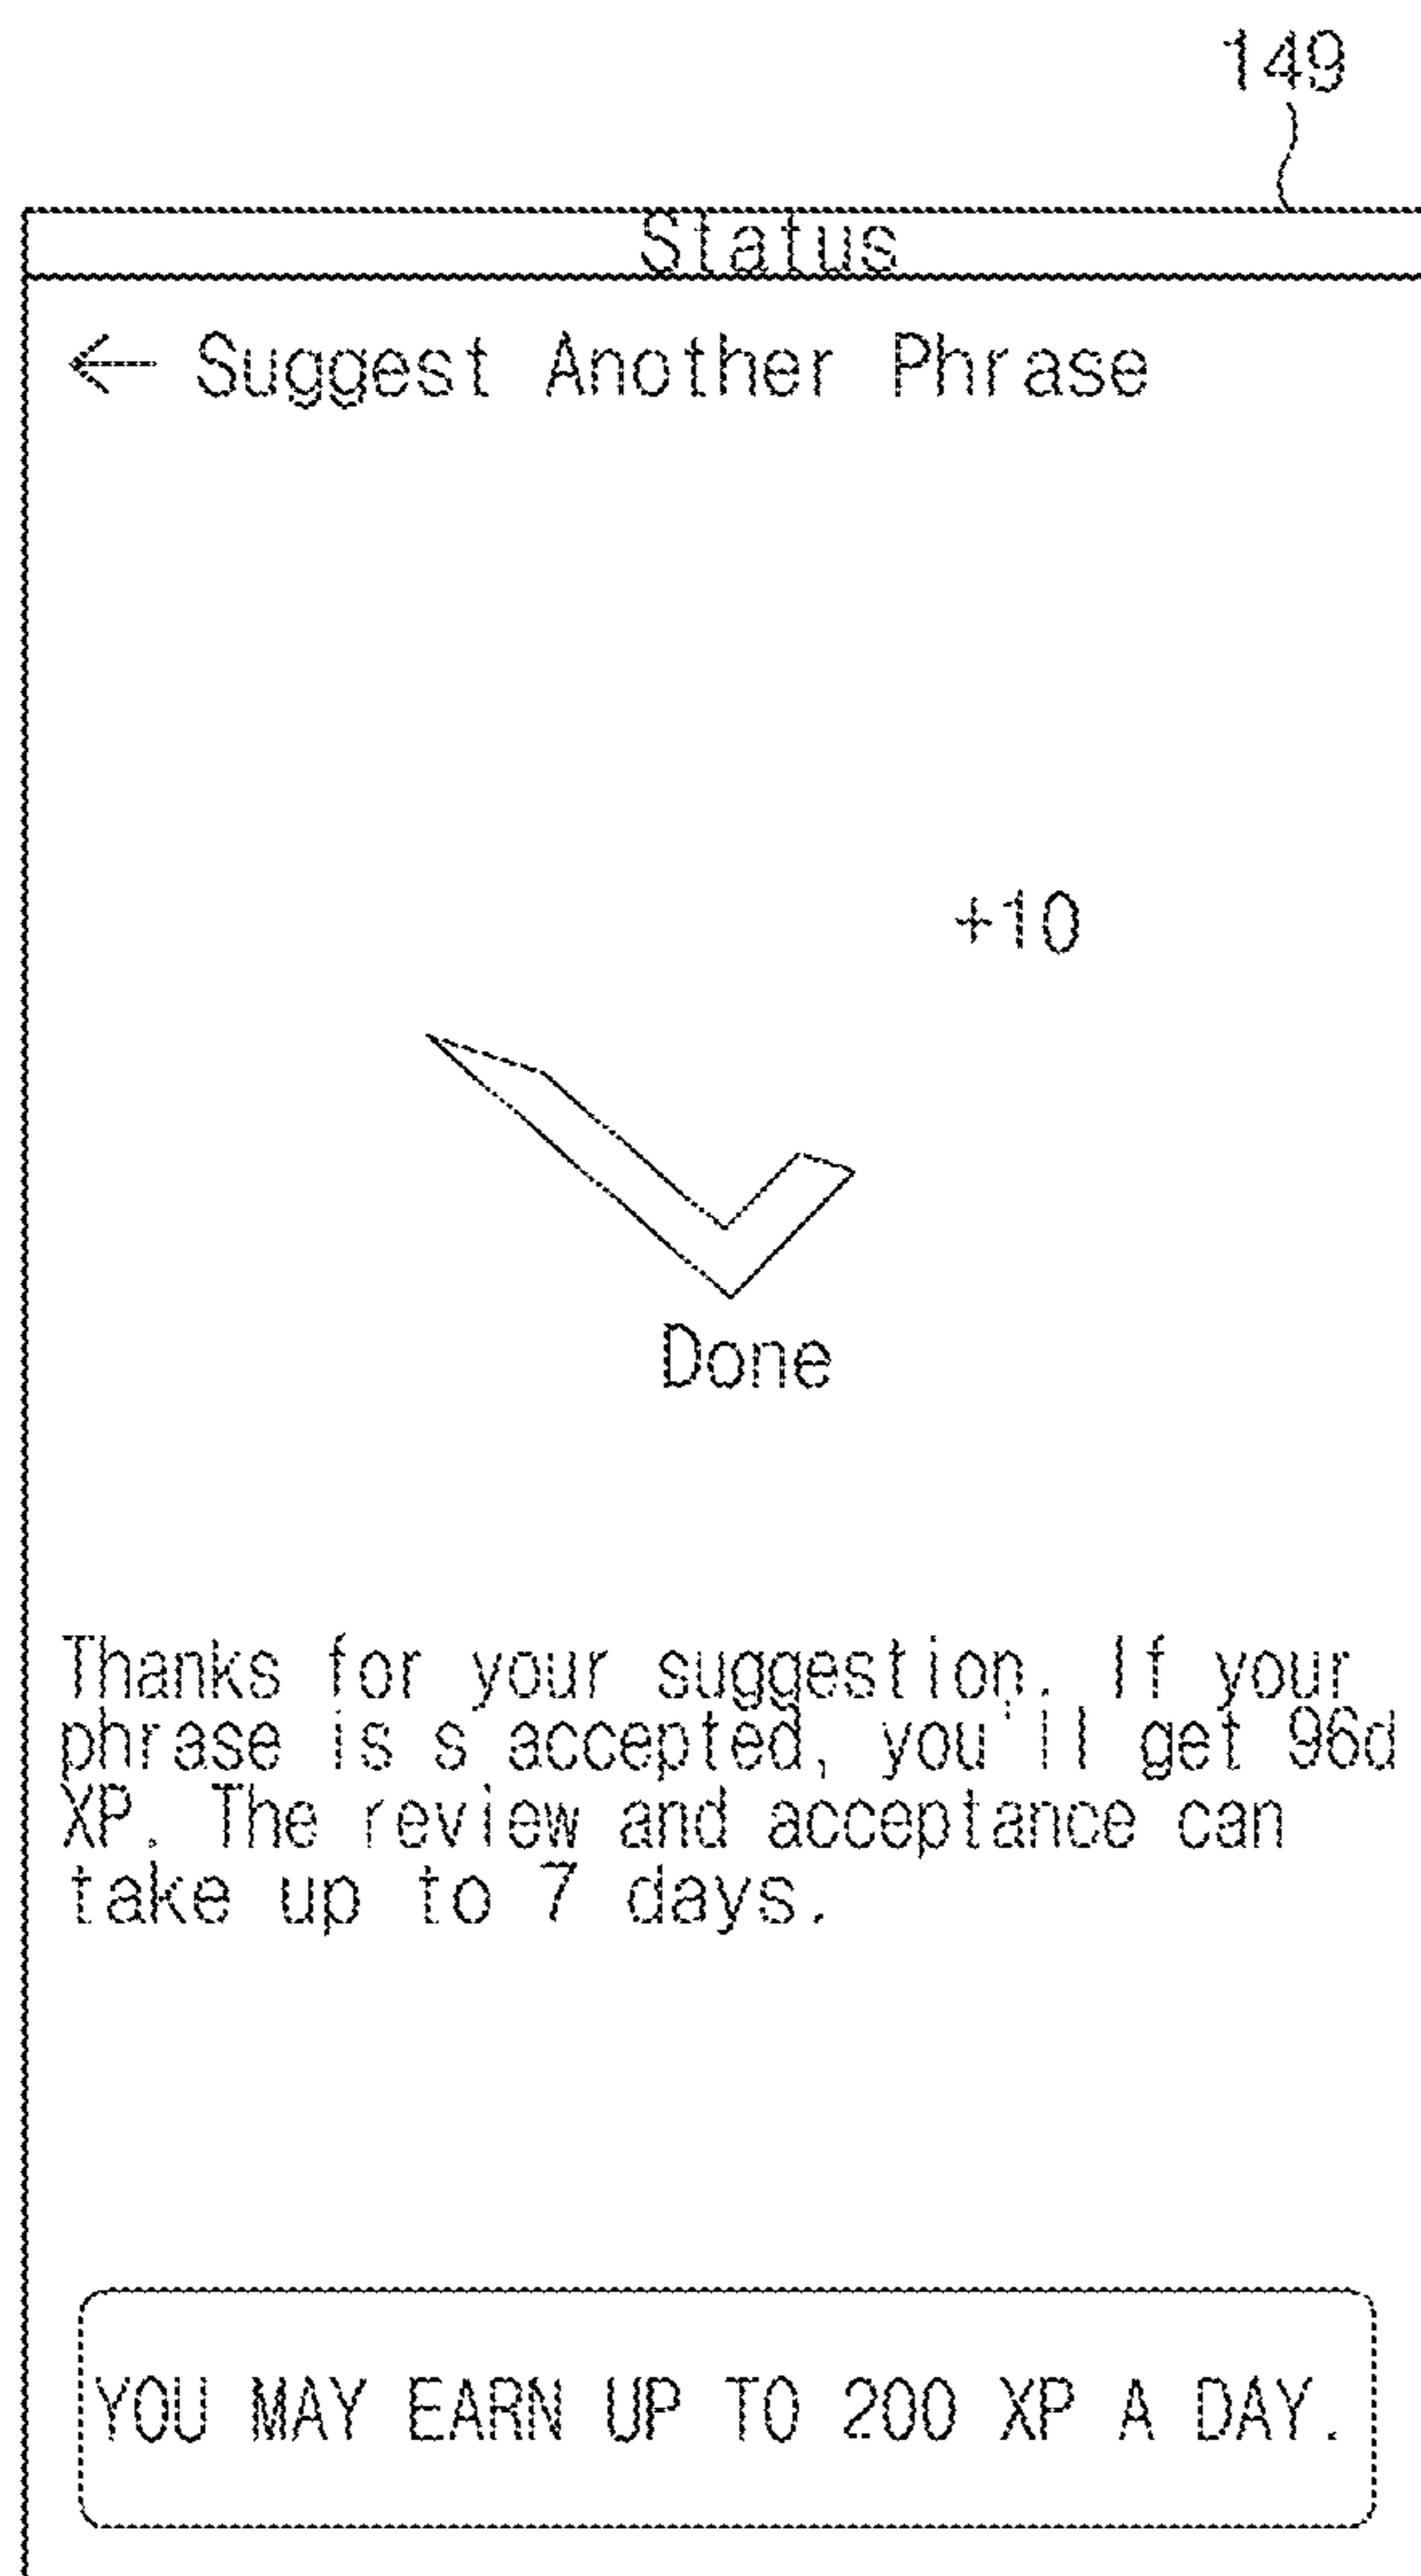 149
Status
← Suggest Another Phrase
+10
Done
Thanks for your suggestion. If your
phrase is s accepted, you'll get 96d
XP. The review and acceptance can
take up to 7 days.
YOU MAY EARN UP TO 200 XP A DAY.